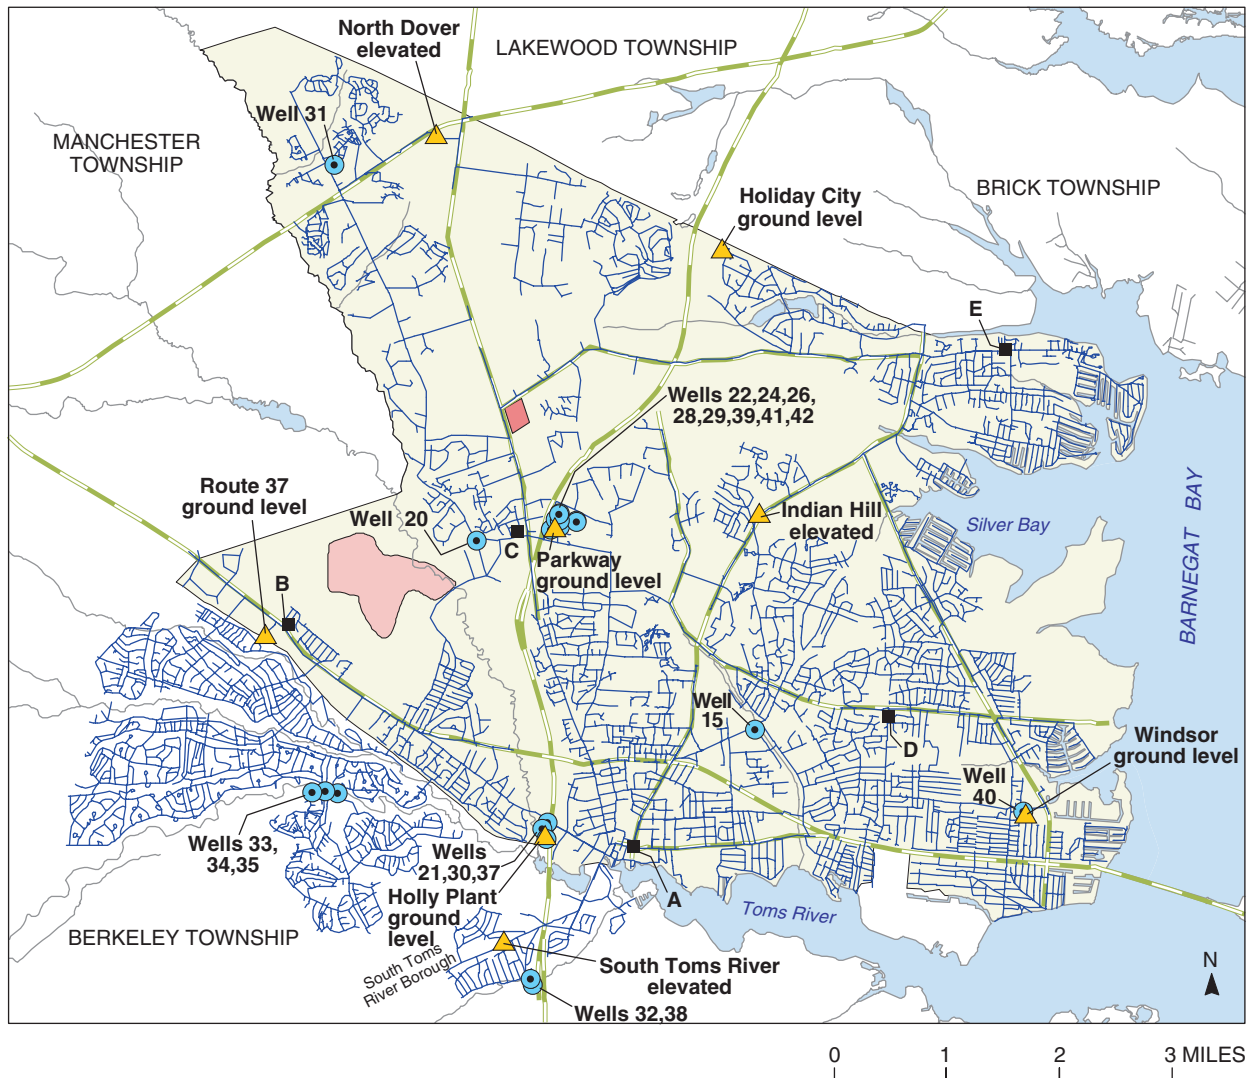 North Dover
elevated
LAKEWOOD TOWNSHIP
Well 31
MANCHESTER
TOWNSHIP
BRICK TOWNSHIP
Holiday City
ground level
E
Wells 22,24,26,
28,29,39,41,42
Route 37
ground level
Well 20
C
Indian Hill
elevated
Silver Bay
BARNEGAT BAY
Parkway
ground level
B
Well
15
D
Windsor
ground level
Well
40
Wells 33,
34,35
Wells
21,30,37
Holly Plant
ground
level
A
Toms River
BERKELEY TOWNSHIP
South Toms
River Borough
South Toms River
elevated
N
Wells 32,38
0 1 2 3 MILES